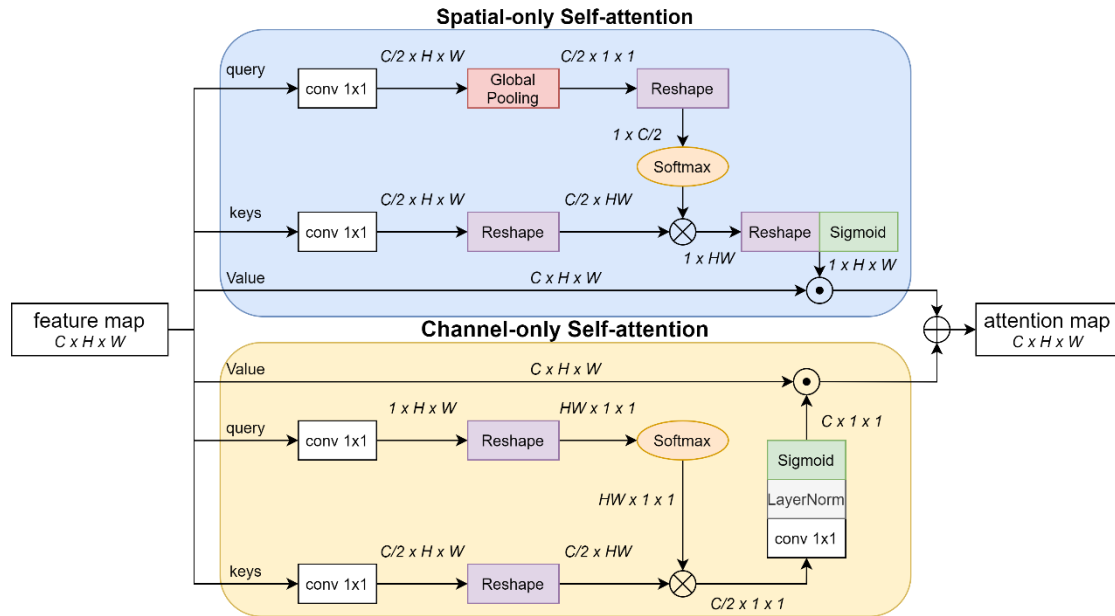 Spatial-only Self-attention
query
conv 1x1
C/2 x H x W
Global
Pooling
C/2 x 1 x 1
Reshape
1 x C/2
Softmax
keys
conv 1x1
C/2 x H x W
Reshape
C/2 x HW
1 x HW
Reshape
Sigmoid
1 x H x W
Value
C x H x W
feature map
C x H x W
attention map
C x H x W
Channel-only Self-attention
Value
C x H x W
query
conv 1x1
1 x H x W
Reshape
HW x 1 x 1
Softmax
HW x 1 x 1
C x 1 x 1
Sigmoid
LayerNorm
conv 1x1
keys
conv 1x1
C/2 x H x W
Reshape
C/2 x HW
C/2 x 1 x 1